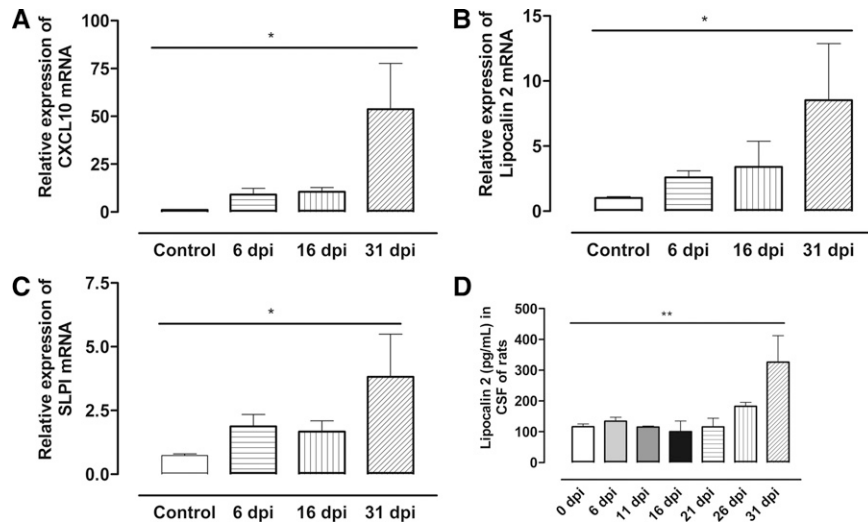 A
Relative expression of
CXCL10 mRNA
100
75
50
25
0
*
Control 6 dpi 16 dpi 31 dpi
B
Relative expression of
Lipocalin 2 mRNA
15
10
5
0
*
Control 6 dpi 16 dpi 31 dpi
C
Relative expression of
SLPI mRNA
7.5
5.0
2.5
0.0
*
Control 6 dpi 16 dpi 31 dpi
D
Lipocalin 2 (pg/mL) in
CSF of rats
500
400
300
200
100
0
**
0 dpi 6 dpi 11 dpi 16 dpi 21 dpi 26 dpi 31 dpi